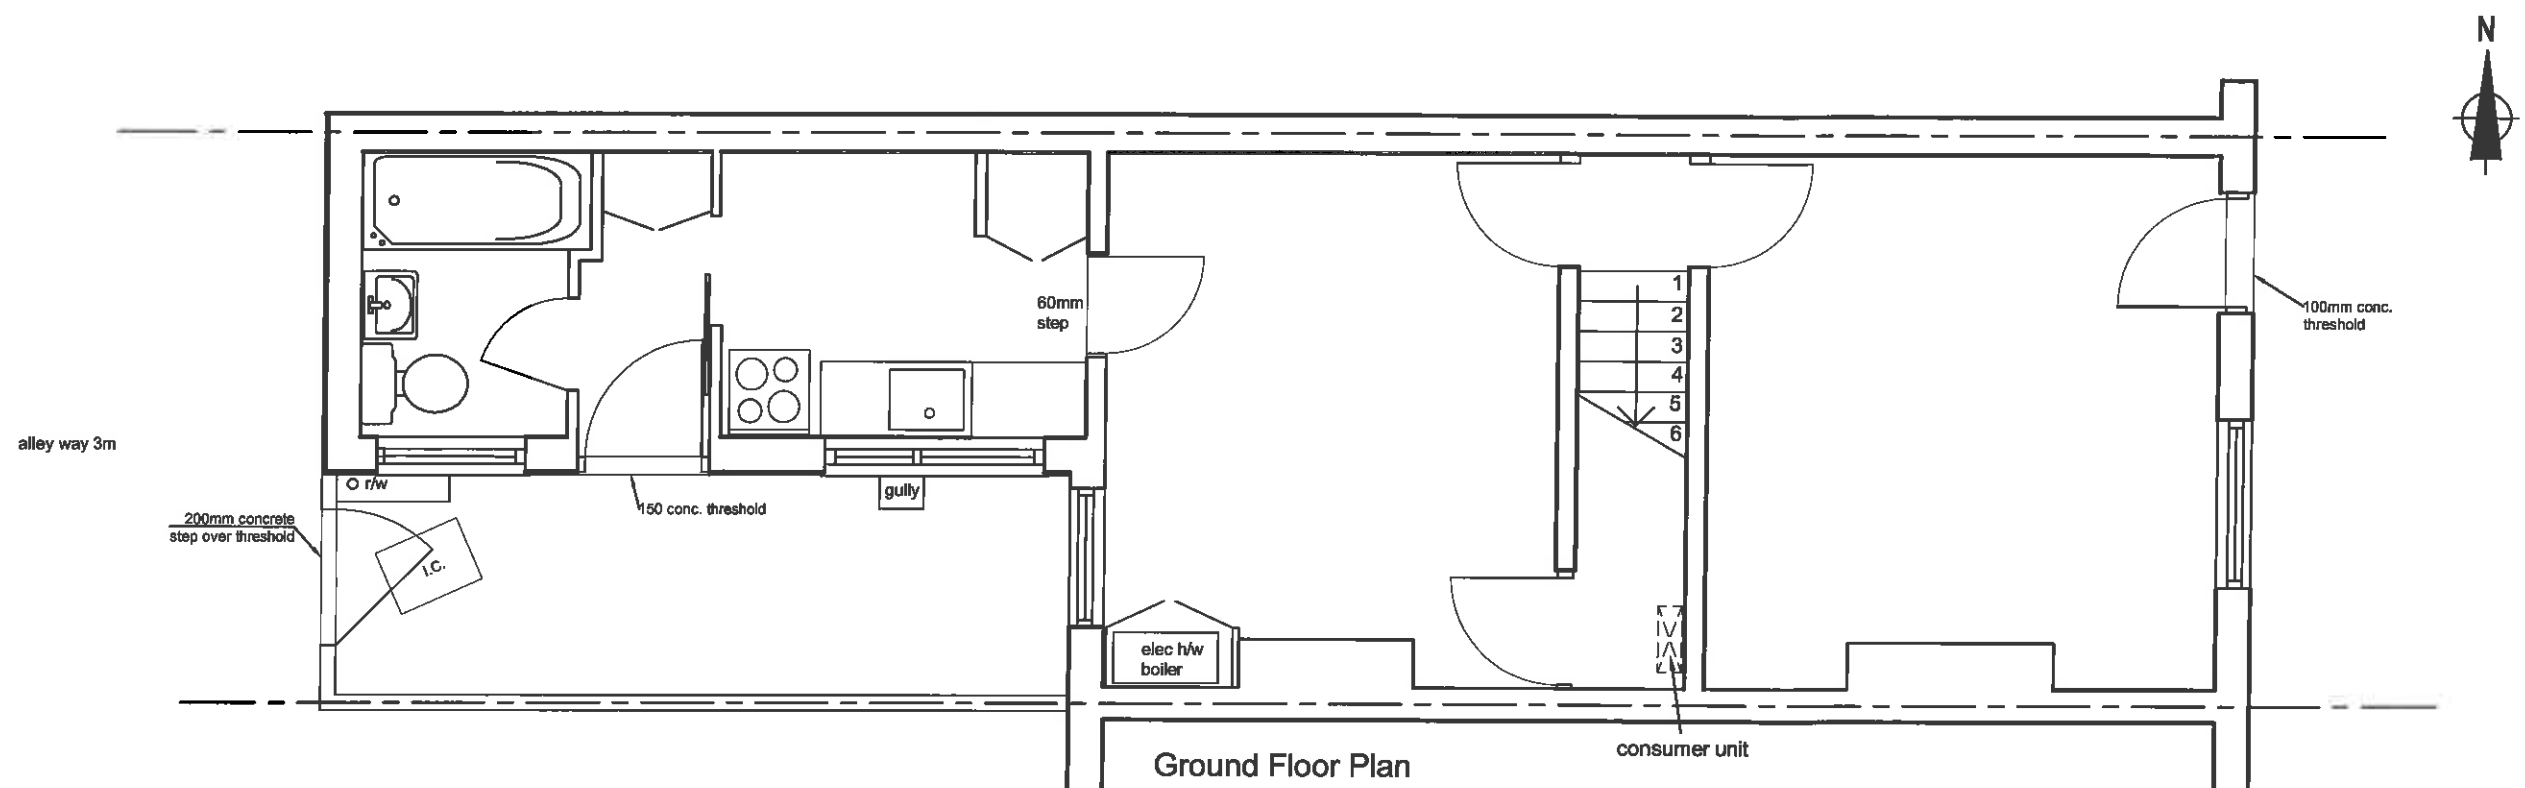 N
1
2
3
4
5
6
60mm
step
100mm conc.
threshold
alley way 3m
r/w
gully
150 conc. threshold
200mm concrete
step over threshold
I.C.
elec h/w
boiler
consumer unit
Ground Floor Plan